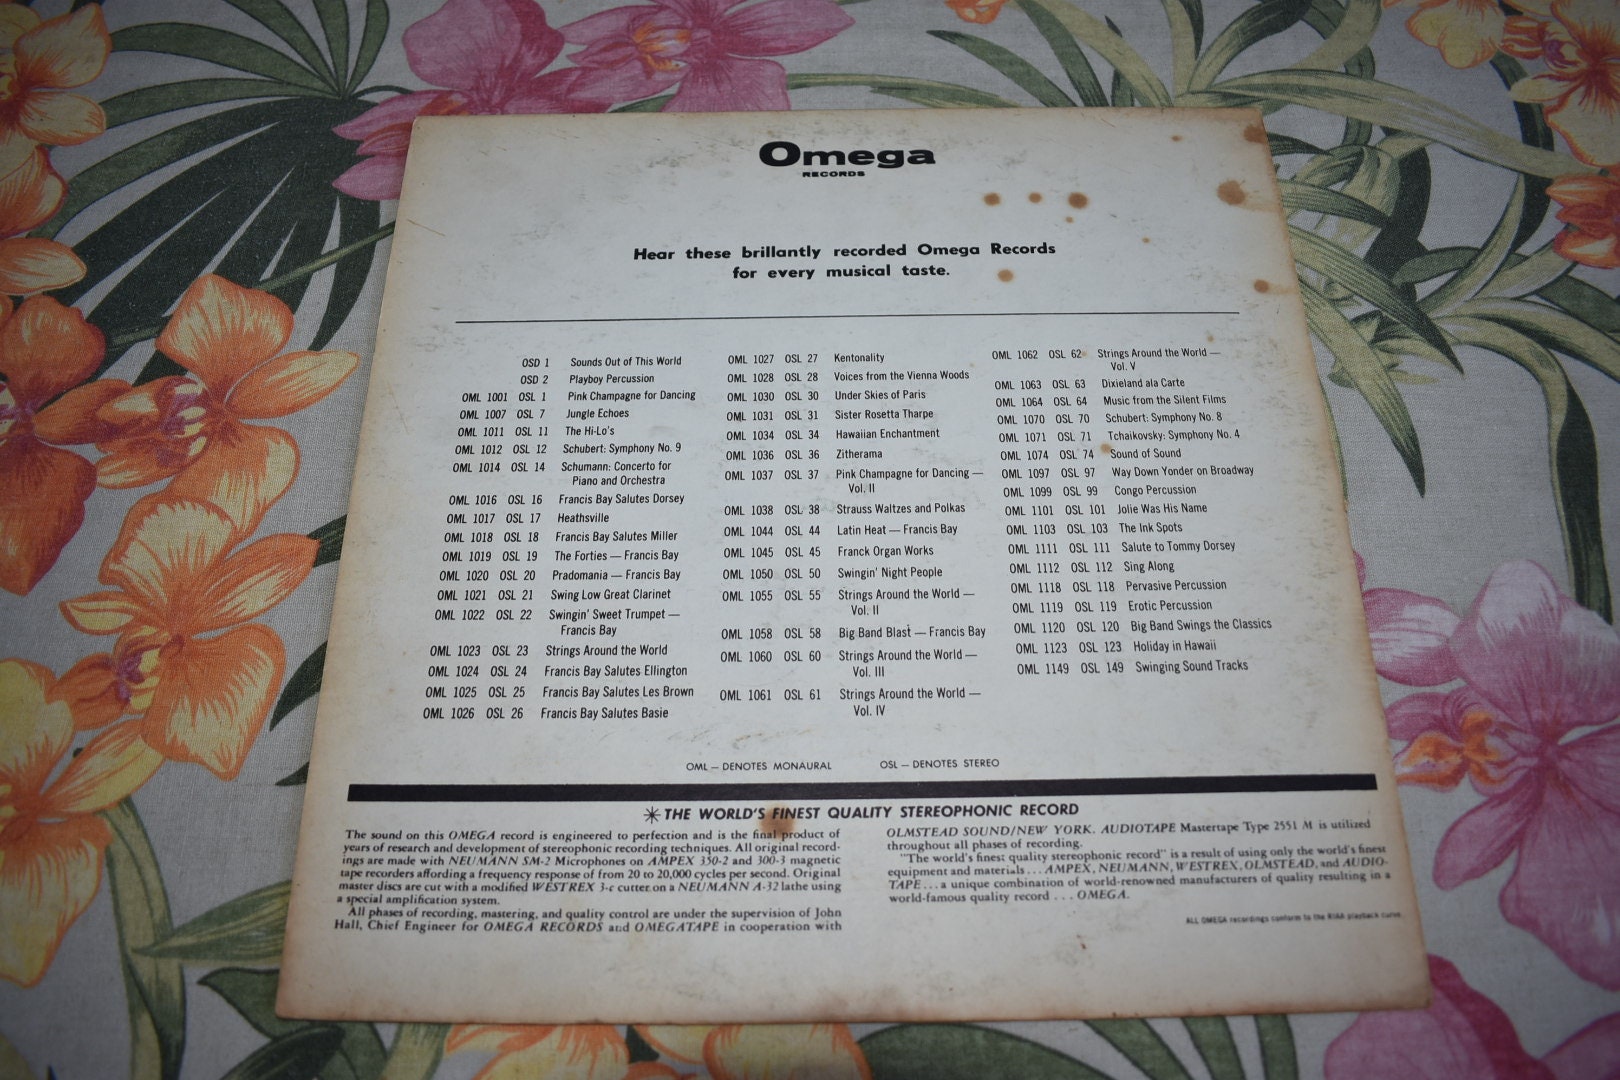 Omega
RECORDS
Hear these brillantly recorded Omega Records
for every musical taste.
OSD 1 Sounds Out of This World
OSD 2 Playboy Percussion
OML 1001 OSL 1 Pink Champagne for Dancing
OML 1007 OSL 7 Jungle Echoes
OML 1011 OSL 11 The Hi-Lo's
OML 1012 OSL 12 Schubert: Symphony No. 9
OML 1014 OSL 14 Schumann: Concerto for
Piano and Orchestra
OML 1016 OSL 16 Francis Bay Salutes Dorsey
OML 1017 OSL 17 Heathsville
OML 1018 OSL 18 Francis Bay Salutes Miller
OML 1019 OSL 19 The Forties — Francis Bay
OML 1020 OSL 20 Pradomania — Francis Bay
OML 1021 OSL 21 Swing Low Great Clarinet
OML 1022 OSL 22 Swingin' Sweet Trumpet —
Francis Bay
OML 1023 OSL 23 Strings Around the World
OML 1024 OSL 24 Francis Bay Salutes Ellington
OML 1025 OSL 25 Francis Bay Salutes Les Brown
OML 1026 OSL 26 Francis Bay Salutes Basie
OML 1027 OSL 27 Kentonality
OML 1028 OSL 28 Voices from the Vienna Woods
OML 1030 OSL 30 Under Skies of Paris
OML 1031 OSL 31 Sister Rosetta Tharpe
OML 1034 OSL 34 Hawaiian Enchantment
OML 1036 OSL 36 Zitherama
OML 1037 OSL 37 Pink Champagne for Dancing —
Vol. II
OML 1038 OSL 38 Strauss Waltzes and Polkas
OML 1044 OSL 44 Latin Heat — Francis Bay
OML 1045 OSL 45 Franck Organ Works
OML 1050 OSL 50 Swingin' Night People
OML 1055 OSL 55 Strings Around the World —
Vol. II
OML 1058 OSL 58 Big Band Blast — Francis Bay
OML 1060 OSL 60 Strings Around the World —
Vol. III
OML 1061 OSL 61 Strings Around the World —
Vol. IV
OML 1062 OSL 62 Strings Around the World —
Vol. V
OML 1063 OSL 63 Dixieland ala Carte
OML 1064 OSL 64 Music from the Silent Films
OML 1070 OSL 70 Schubert: Symphony No. 8
OML 1071 OSL 71 Tchaikovsky: Symphony No. 4
OML 1074 OSL 74 Sound of Sound
OML 1097 OSL 97 Way Down Yonder on Broadway
OML 1099 OSL 99 Congo Percussion
OML 1101 OSL 101 Jolie Was His Name
OML 1103 OSL 103 The Ink Spots
OML 1111 OSL 111 Salute to Tommy Dorsey
OML 1112 OSL 112 Sing Along
OML 1118 OSL 118 Pervasive Percussion
OML 1119 OSL 119 Erotic Percussion
OML 1120 OSL 120 Big Band Swings the Classics
OML 1123 OSL 123 Holiday in Hawaii
OML 1149 OSL 149 Swinging Sound Tracks
OML — DENOTES MONAURAL OSL — DENOTES STEREO
THE WORLD'S FINEST QUALITY STEREOPHONIC RECORD
The sound on this OMEGA record is engineered to perfection and is the final product of
years of research and development of stereophonic recording techniques. All original record-
ings are made with NEUMANN SM-2 Microphones on AMPEX 350-2 and 300-3 magnetic
tape recorders affording a frequency response of from 20 to 20,000 cycles per second. Original
master discs are cut with a modified WESTREX 3-c cutter on a NEUMANN A-32 lathe using
a special amplification system.
All phases of recording, mastering, and quality control are under the supervision of John
Hall, Chief Engineer for OMEGA RECORDS and OMEGATAPE in cooperation with
OLMSTEAD SOUND/NEW YORK. AUDIOTAPE Mastertape Type 2551 M is utilized
throughout all phases of recording.
"The world's finest quality stereophonic record" is a result of using only the world's finest
equipment and materials . . . AMPEX, NEUMANN, WESTREX, OLMSTEAD, and AUDIO-
TAPE . . . a unique combination of world-renowned manufacturers of quality resulting in a
world-famous quality record . . . OMEGA.
ALL OMEGA recordings conform to the RIAA playback curve.